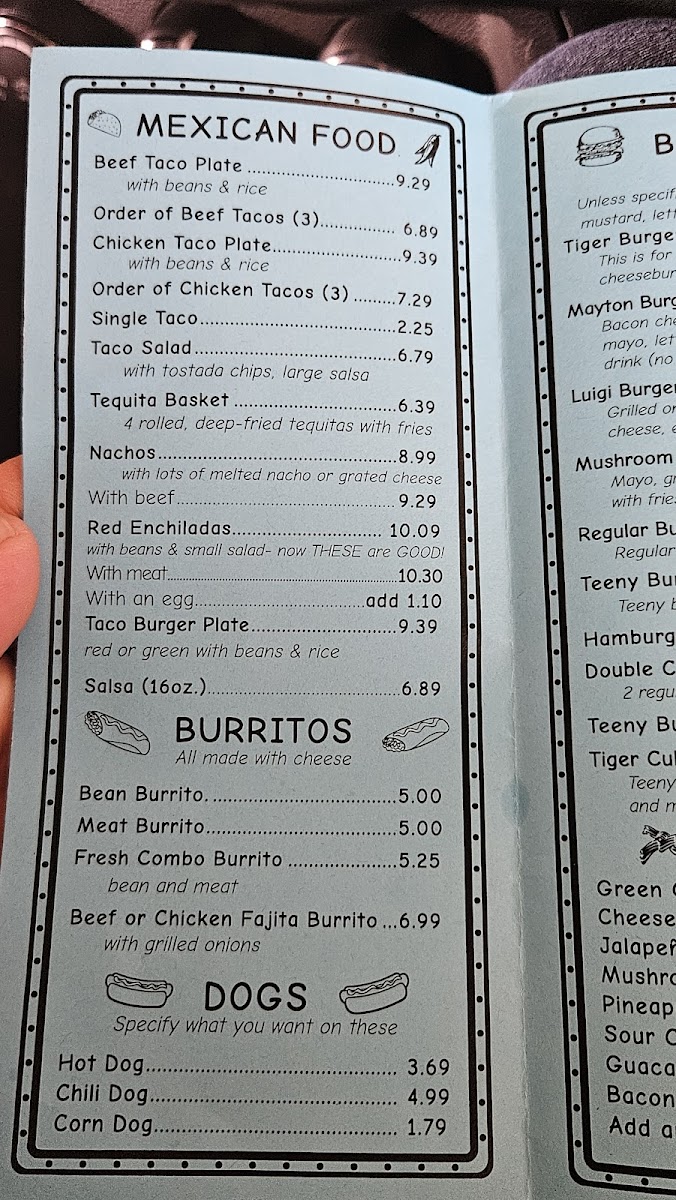 MEXICAN FOOD
Beef Taco Plate ..............................9.29
with beans & rice
Order of Beef Tacos (3)............... 6.89
Chicken Taco Plate.........................9.39
with beans & rice
Order of Chicken Tacos (3) ........7.29
Single Taco.......................................2.25
Taco Salad........................................6.79
with tostada chips, large salsa
Tequita Basket ................................6.39
4 rolled, deep-fried tequitas with fries
Nachos...............................................8.99
with lots of melted nacho or grated cheese
With beef............................................ 9.29
Red Enchiladas............................. 10.09
with beans & small salad- now THESE are GOOD!
With meat.................................................10.30
With an egg..................................add 1.10
Taco Burger Plate.............................9.39
red or green with beans & rice
Salsa (16oz.)......................................6.89
BURRITOS
All made with cheese
Bean Burrito. .....................................5.00
Meat Burrito.......................................5.00
Fresh Combo Burrito ......................5.25
bean and meat
Beef or Chicken Fajita Burrito ...6.99
with grilled onions
DOGS
Specify what you want on these
Hot Dog................................................. 3.69
Chili Dog................................................ 4.99
Corn Dog............................................... 1.79
B
Unless specif
mustard, lett
Tiger Burge
This is for
cheesebur
Mayton Burg
Bacon che
mayo, let
drink (no
Luigi Burger
Grilled or
cheese, e
Mushroom
Mayo, gr
with fries
Regular Bu
Regular
Teeny Bu
Teeny b
Hamburg
Double C
2 regu
Teeny Bu
Tiger Cu
Teeny
and m
Green
Cheese
Jalapeñ
Mushro
Pineap
Sour C
Guaca
Bacon
Add a